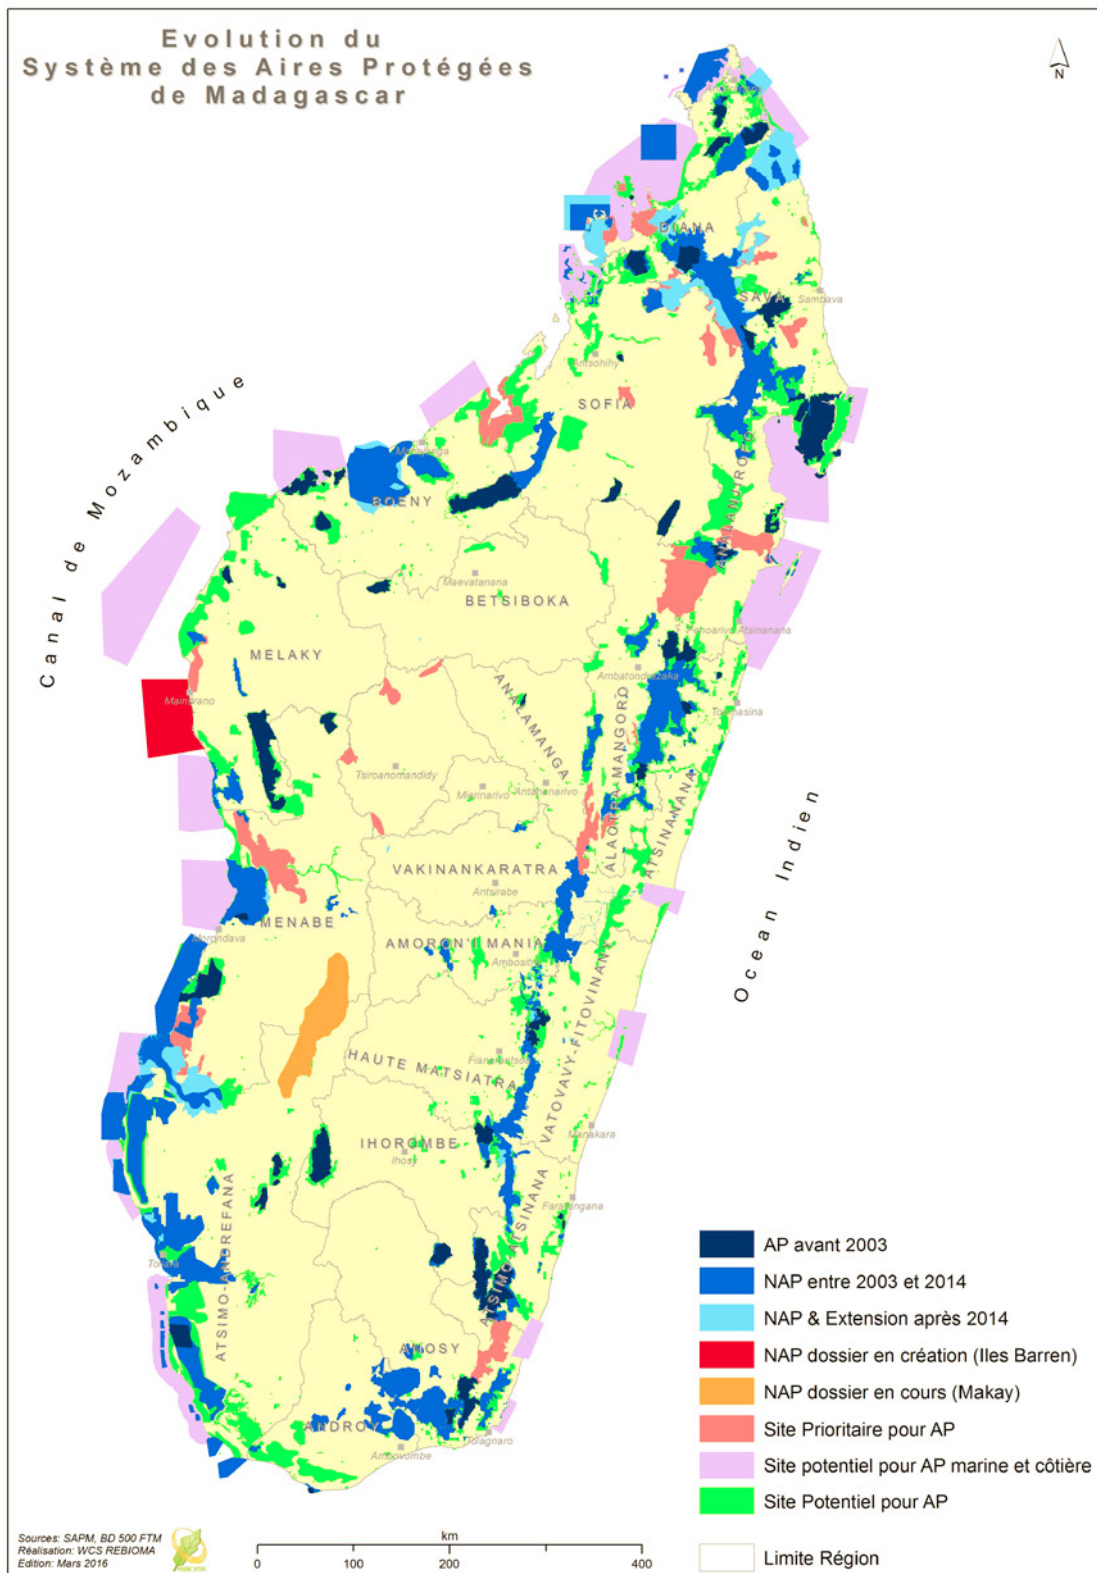 Evolution du
Système des Aires Protégées
de Madagascar
N
Canal de Mozambique
Ocean Indien
DIANA
SAVA
Sambava
Antsohihy
SOFIA
Mahajanga
BOENY
ANALANJIROFO
Maevatanana
BETSIBOKA
Fenoarivo Atsinanana
MELAKY
Ambatondrazaka
Maintirano
ANALAMANGA
Toamasina
ALAOTRA-MANGORO
Tsiroanomandidy
Miarinarivo
Antananarivo
ATSINANANA
VAKINANKARATRA
Antsirabe
MENABE
Morondava
AMORON'I MANIA
Ambositra
VATOVAVY-FITOVINANY
HAUTE MATSIATRA
Fianarantsoa
Manakara
IHOROMBE
Ihosy
Farafangana
ATSIMO-ANDREFANA
ATSIMO-ATSINANA
Toliara
ANOSY
ANDROY
Ambovombe
Tolagnaro
AP avant 2003
NAP entre 2003 et 2014
NAP & Extension après 2014
NAP dossier en création (Iles Barren)
NAP dossier en cours (Makay)
Site Prioritaire pour AP
Site potentiel pour AP marine et côtière
Site Potentiel pour AP
Limite Région
Sources: SAPM, BD 500 FTM
Réalisation: WCS REBIOMA
Edition: Mars 2016
REBIOMA
km
0 100 200 400